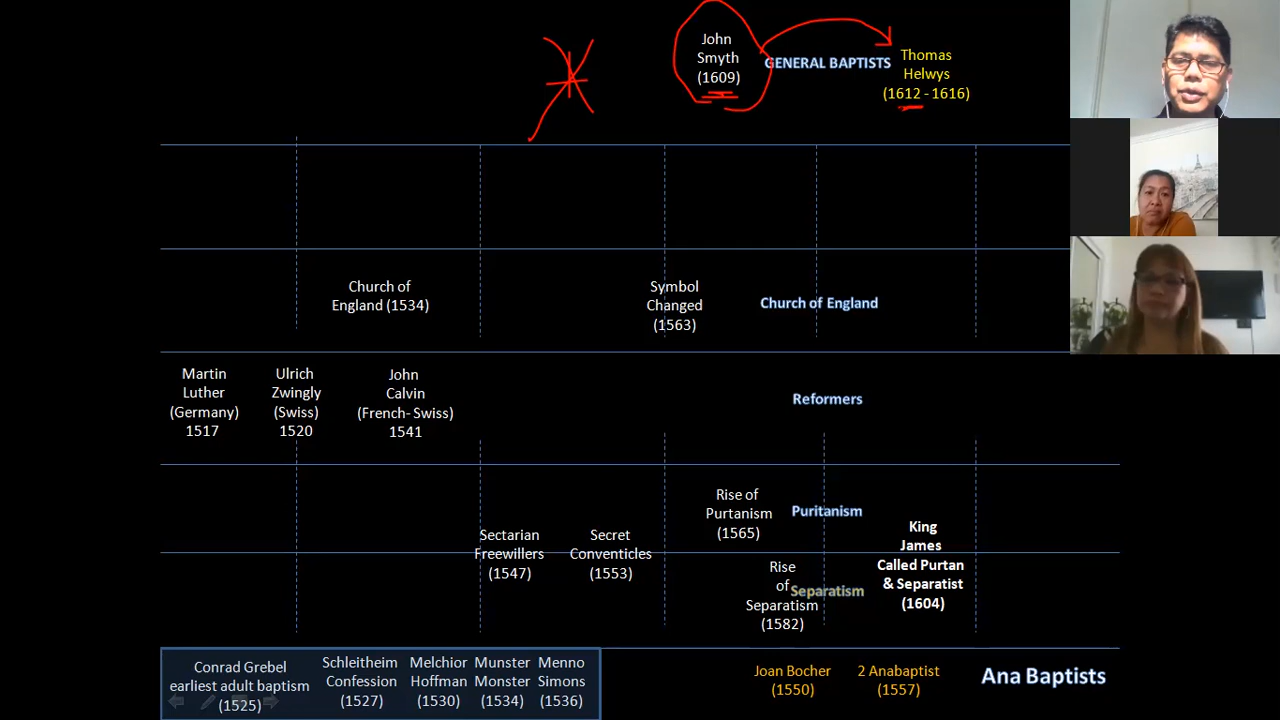 John
Smyth
(1609)
GENERAL BAPTISTS
Thomas
Helwys
(1612 - 1616)
Church of
England (1534)
Symbol
Changed
(1563)
Church of England
Martin
Luther
(Germany)
1517
Ulrich
Zwingly
(Swiss)
1520
John
Calvin
(French- Swiss)
1541
Reformers
Rise of
Purtanism
(1565)
Puritanism
Sectarian
Freewillers
(1547)
Secret
Conventicles
(1553)
King
James
Called Purtan
& Separatist
(1604)
Rise
of
Separatism
(1582)
Separatism
Conrad Grebel
earliest adult baptism
(1525)
Schleitheim
Confession
(1527)
Melchior
Hoffman
(1530)
Munster
Monster
(1534)
Menno
Simons
(1536)
Joan Bocher
(1550)
2 Anabaptist
(1557)
Ana Baptists